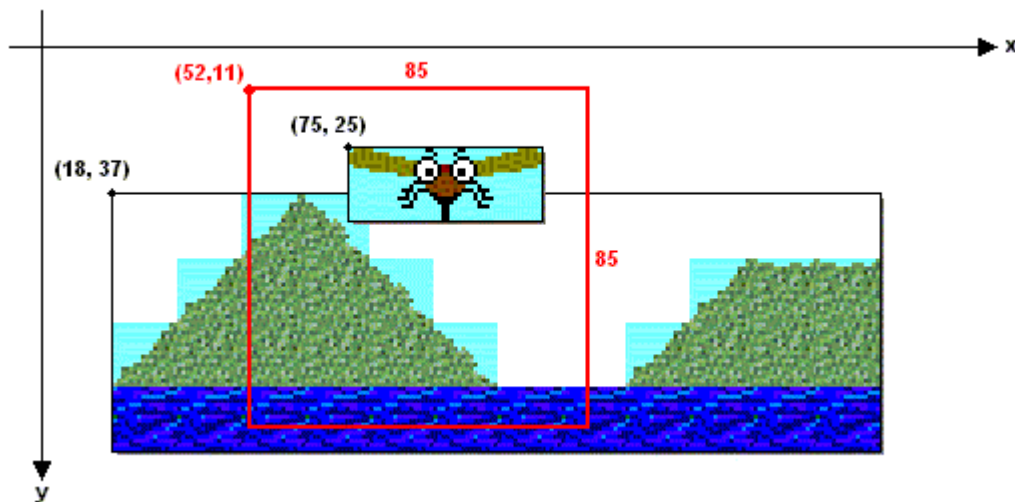 x
(52,11)
85
(75, 25)
(18, 37)
85
y